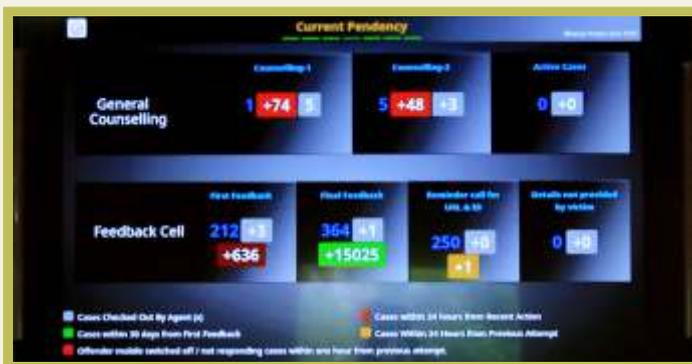 Current Pendency
Counselling-1 Counselling-2 Active Cases
General
Counselling
1 +74 5 5 +48 +3 0 +0
First Feedback Final Feedback Reminder call for Details not provided
by victim
Feedback Cell
212 +3 364 +1 250 +0 0 +0
+636 +15025 +1
Cases Checked Out By Agent (s) Cases within 24 hours from Recent Action
Cases within 30 days from First Feedback Cases Within 24 Hours from Previous Attempt
Offender mobile switched off / not responding cases within one hour from previous attempt.